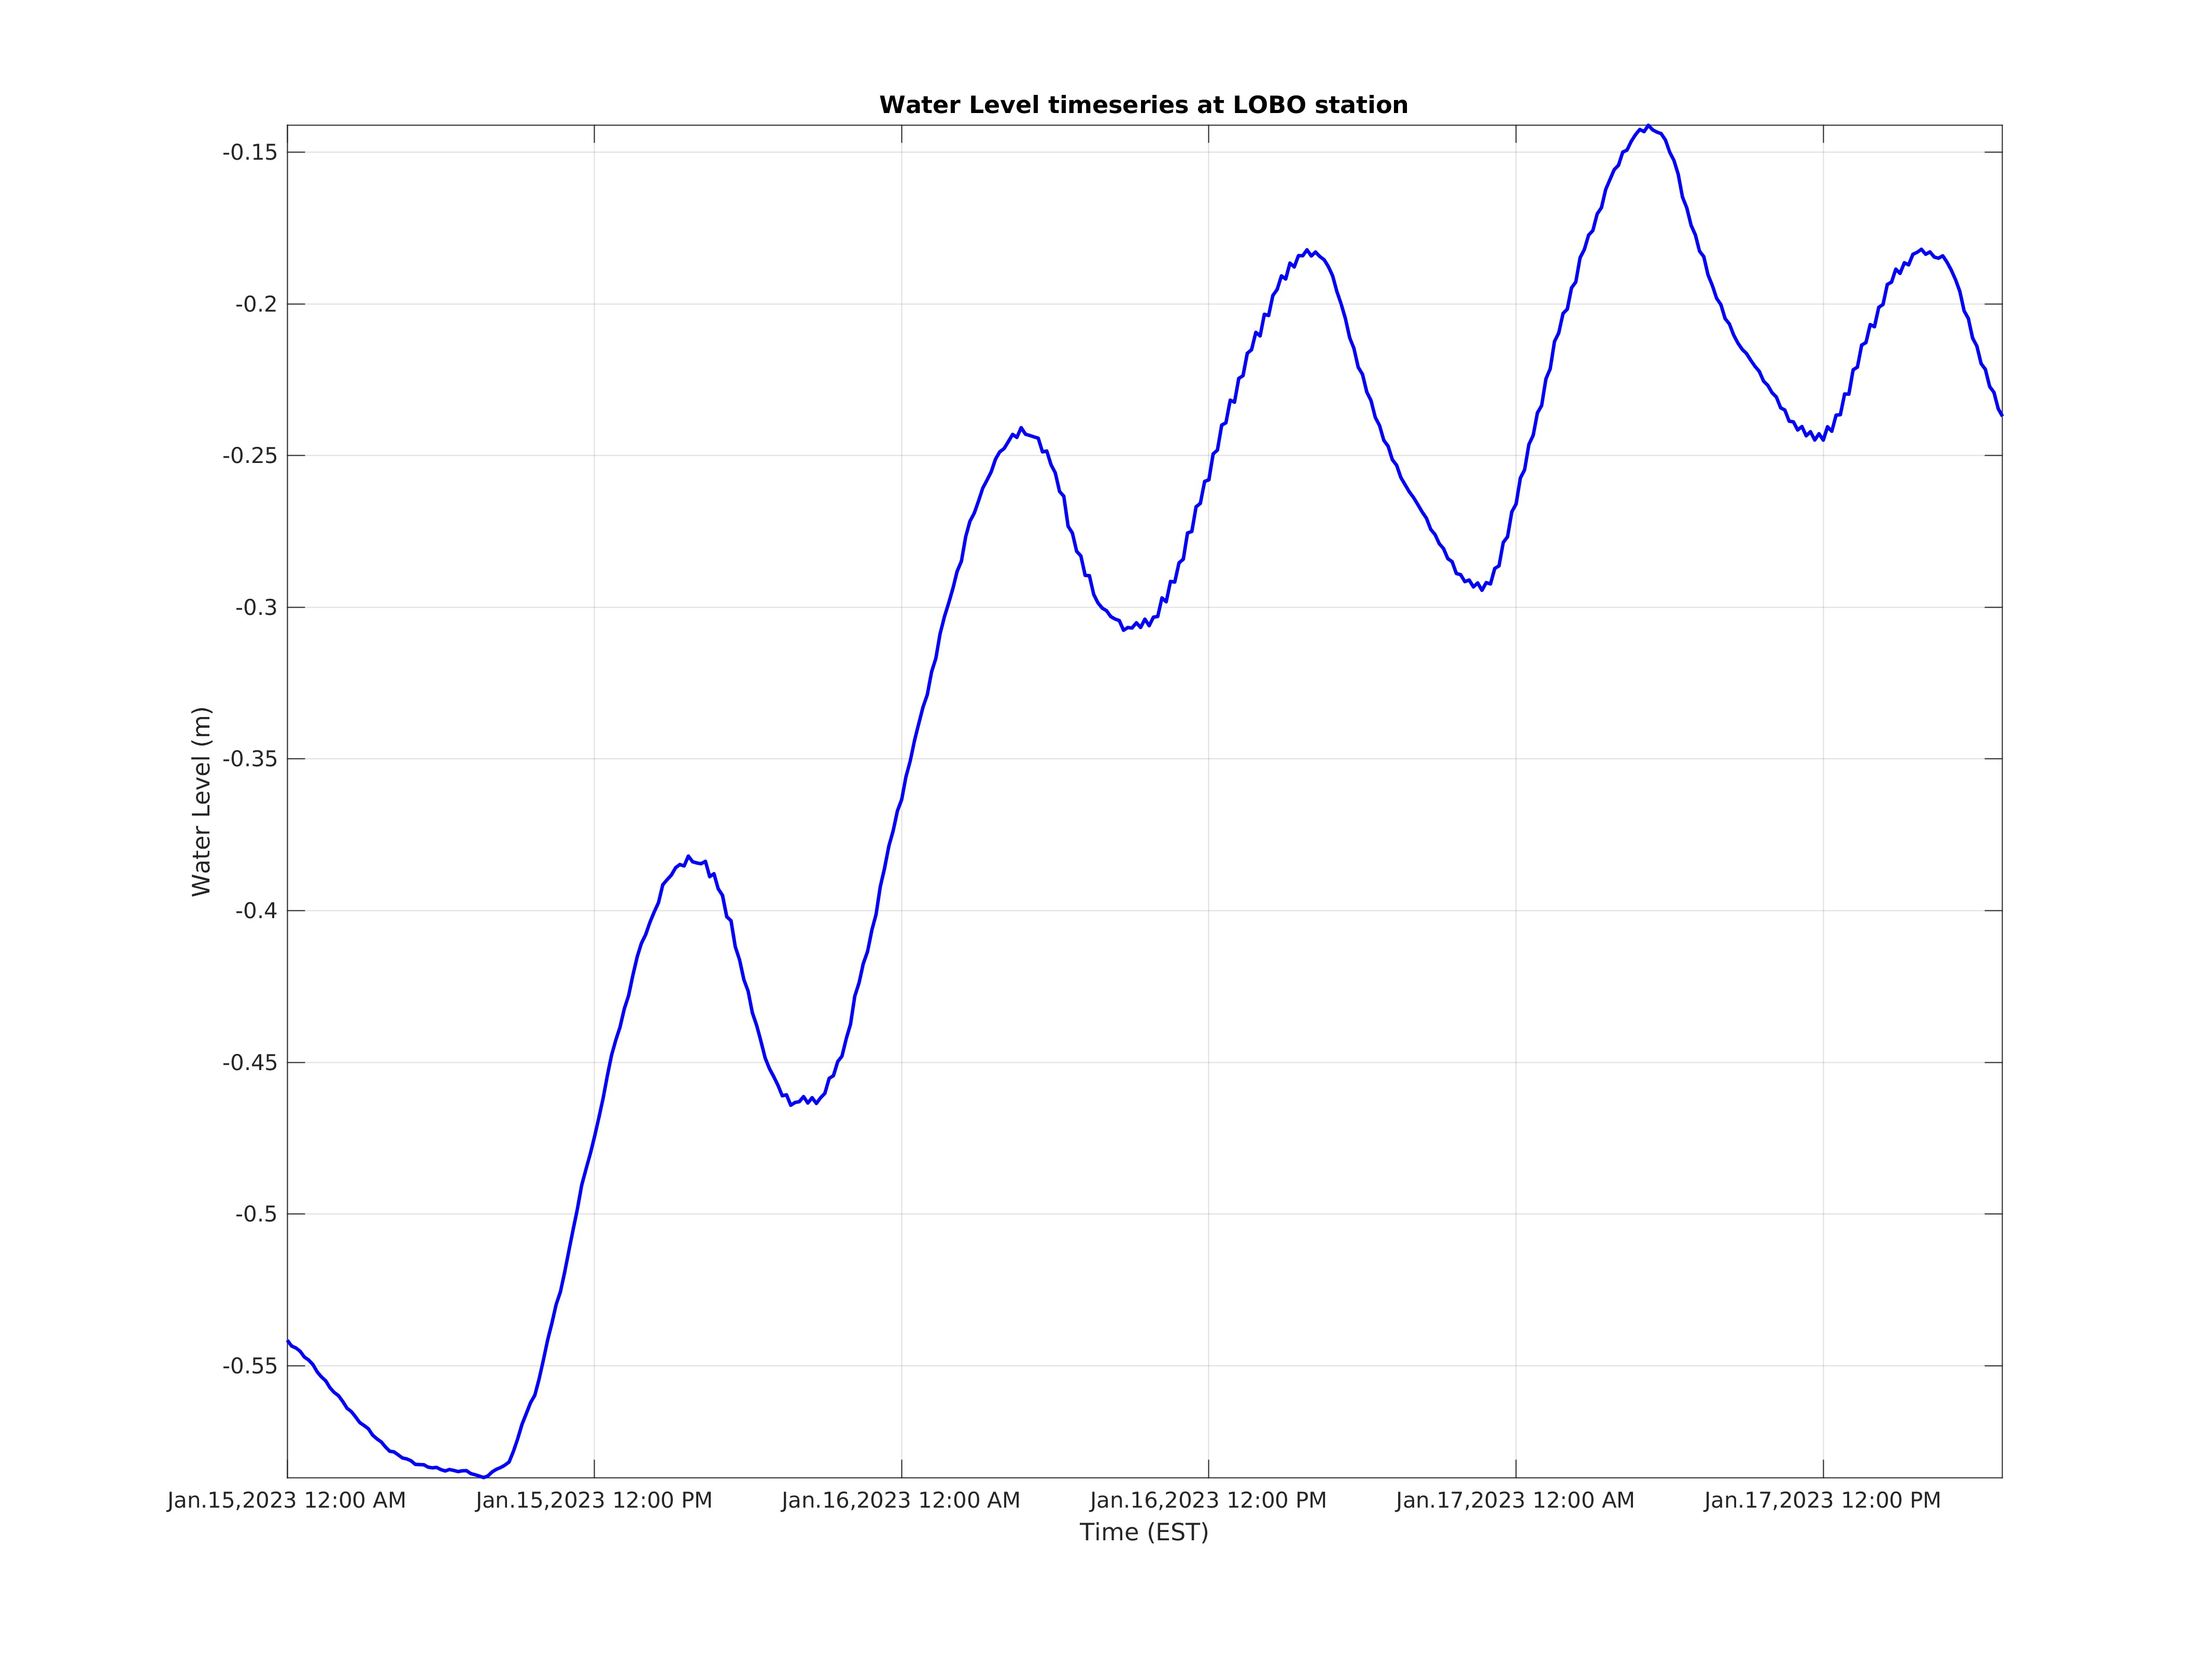 Water Level timeseries at LOBO station
-0.15
-0.2
-0.25
-0.3
-0.35
-0.4
-0.45
-0.5
-0.55
Water Level (m)
Jan.15,2023 12:00 AM
Jan.15,2023 12:00 PM
Jan.16,2023 12:00 AM
Jan.16,2023 12:00 PM
Jan.17,2023 12:00 AM
Jan.17,2023 12:00 PM
Time (EST)